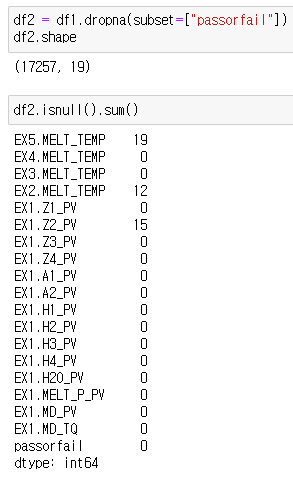 df2 = df1.dropna(subset=["passorfail"])
df2.shape
(17257, 19)
df2.isnull().sum()
EX5.MELT_TEMP 19
EX4.MELT_TEMP 0
EX3.MELT_TEMP 0
EX2.MELT_TEMP 12
EX1.Z1_PV 0
EX1.Z2_PV 15
EX1.Z3_PV 0
EX1.Z4_PV 0
EX1.A1_PV 0
EX1.A2_PV 0
EX1.H1_PV 0
EX1.H2_PV 0
EX1.H3_PV 0
EX1.H4_PV 0
EX1.H2O_PV 0
EX1.MELT_P_PV 0
EX1.MD_PV 0
EX1.MD_TQ 0
passorfail 0
dtype: int64